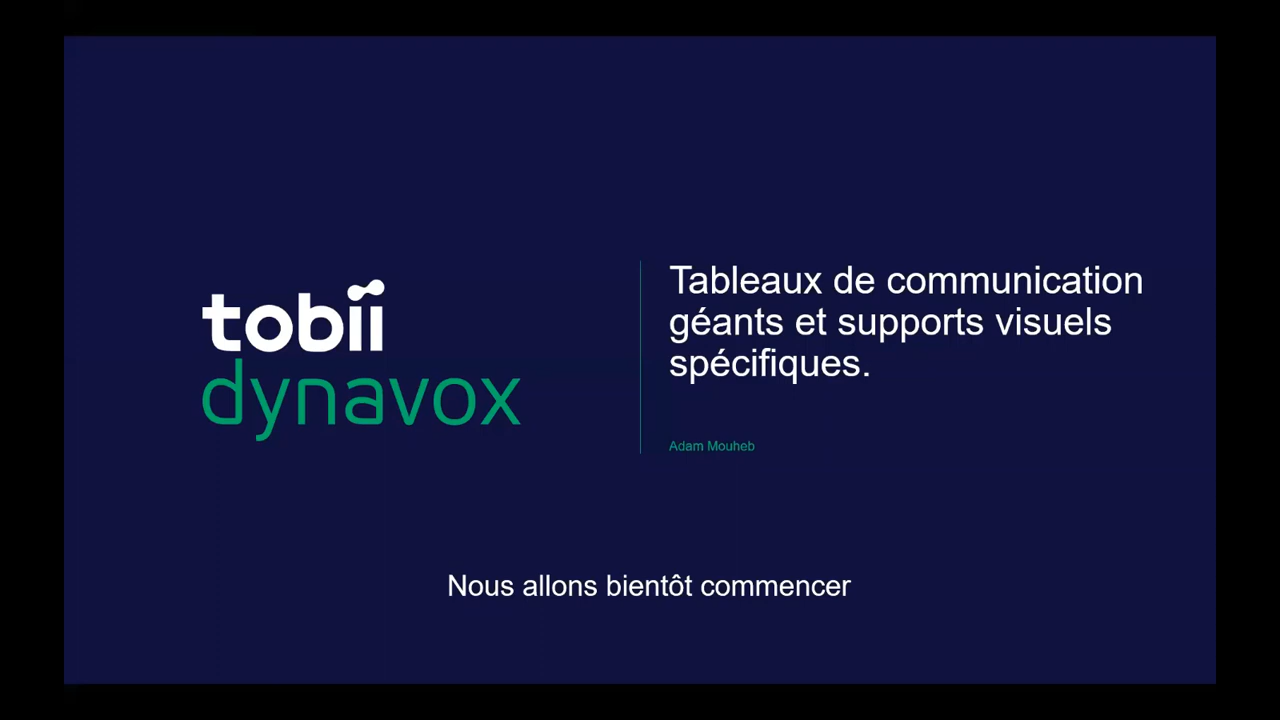 tobii
dynavox
Tableaux de communication
géants et supports visuels
spécifiques.
Adam Mouheb
Nous allons bientôt commencer